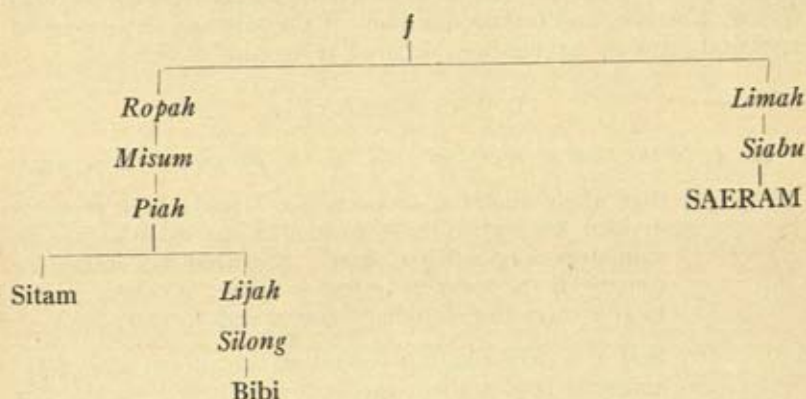 f
Ropah Limah
Misum Siabu
Piah SAERAM
Sitam Lijah
Silong
Bibi